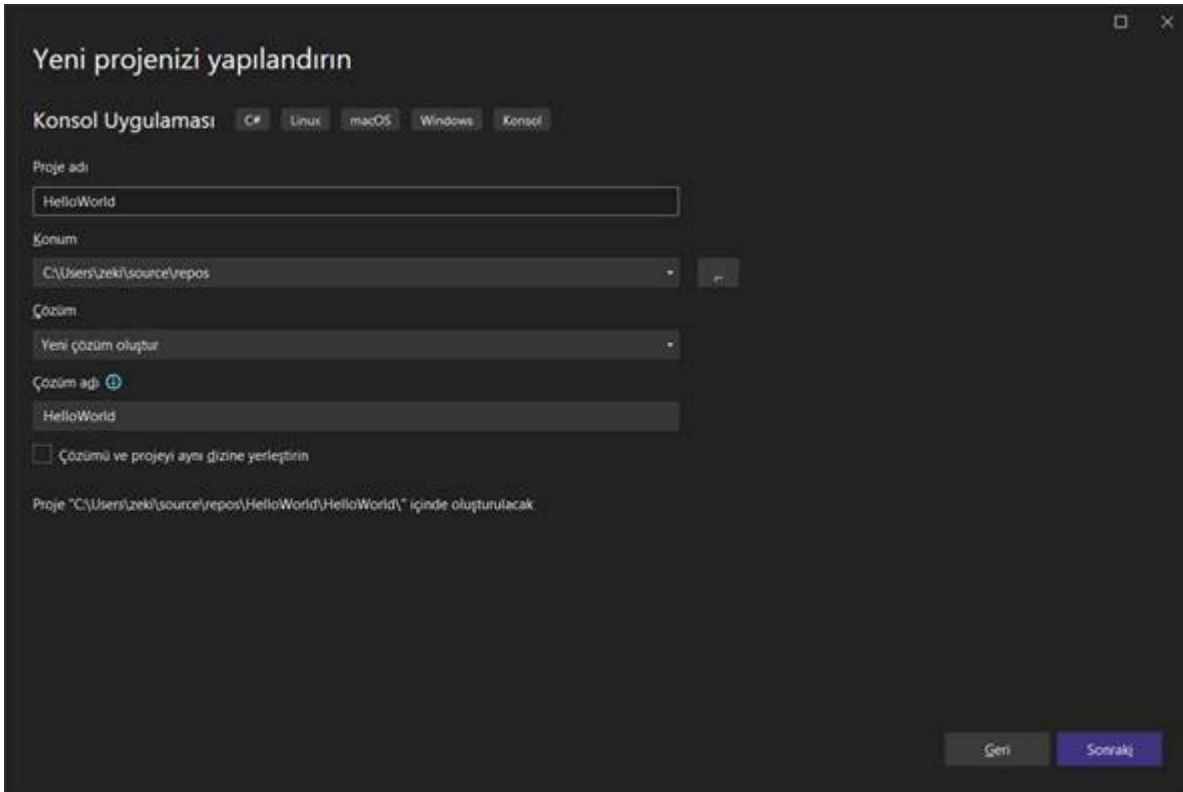 Yeni projenizi yapılandırın
Konsol Uygulaması C# Linux macOS Windows Konsol
Proje adı
HelloWorld
Konum
C:\Users\zeki\source\repos
...
Çözüm
Yeni çözüm oluştur
Çözüm adı
HelloWorld
Çözümü ve projeyi aynı dizine yerleştirin
Proje "C:\Users\zeki\source\repos\HelloWorld\HelloWorld\" içinde oluşturulacak
Geri Sonraki